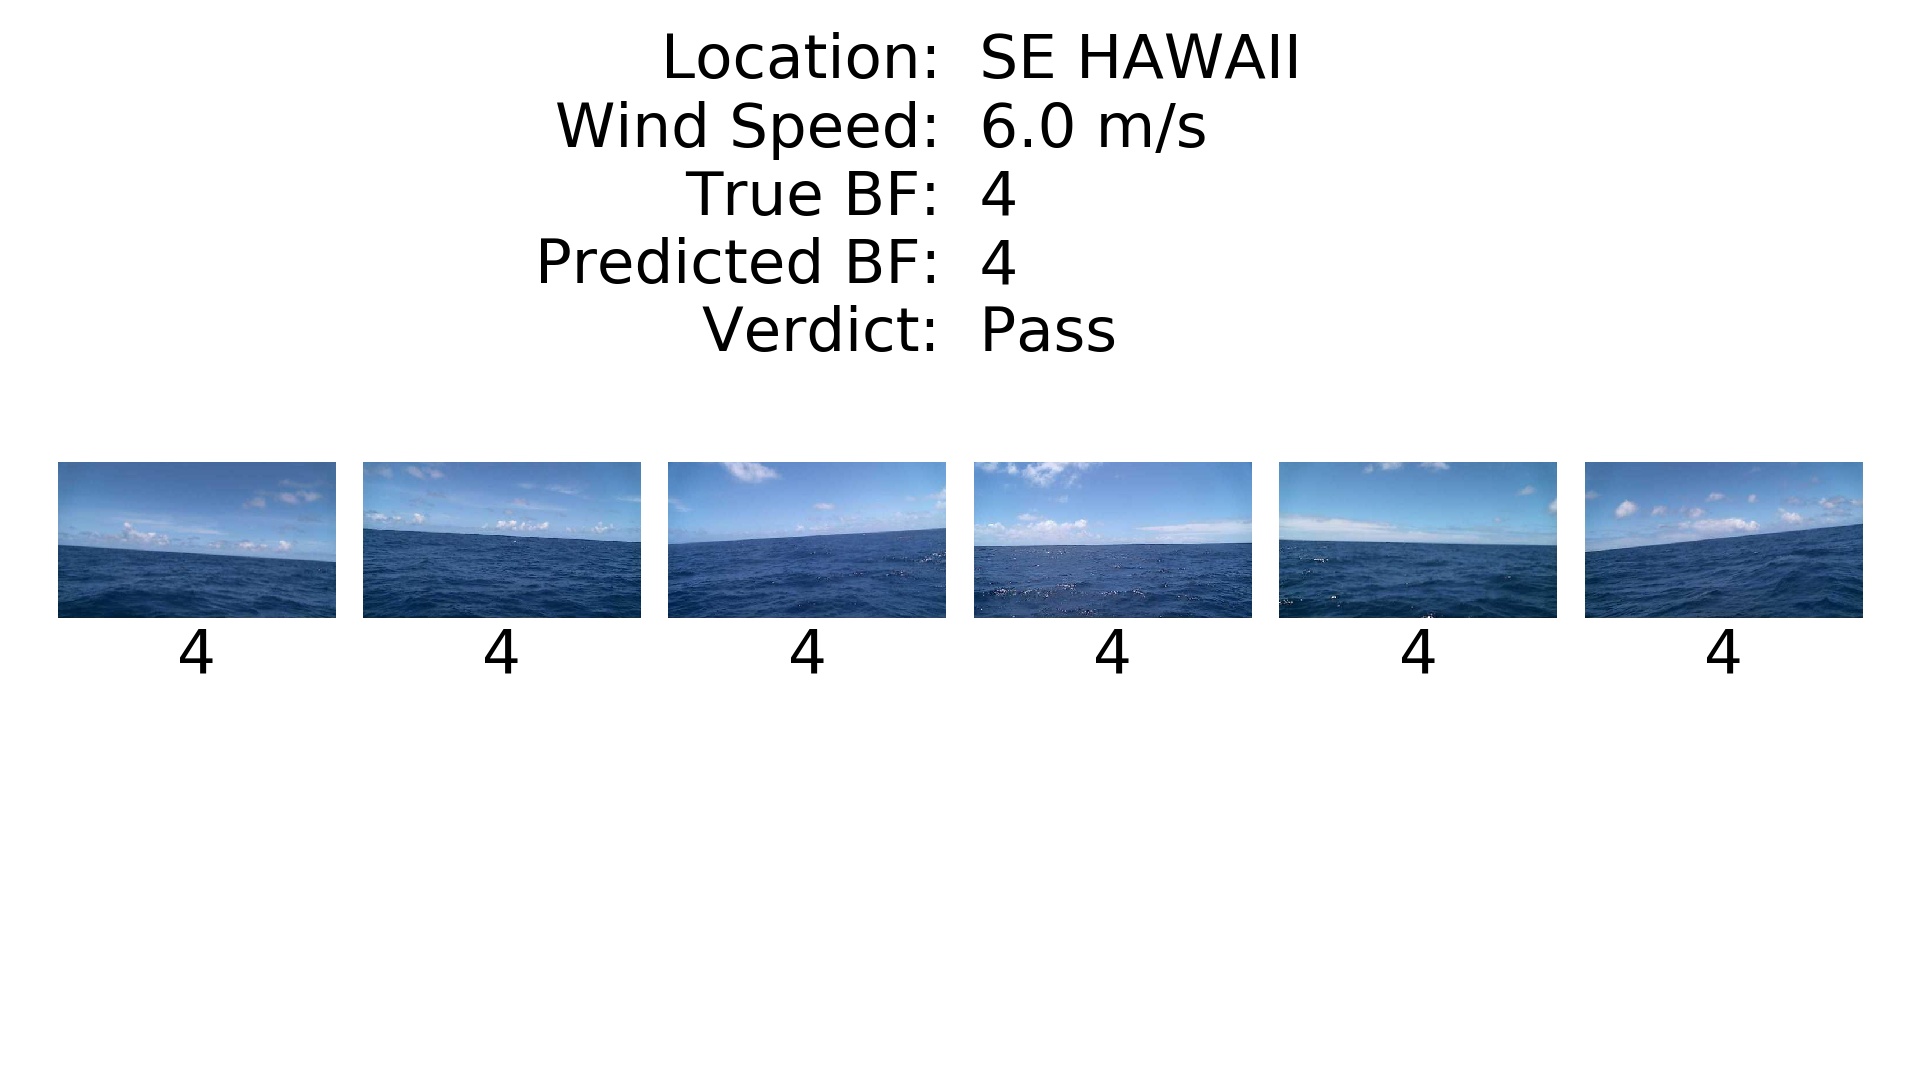 Location: SE HAWAII
Wind Speed: 6.0 m/s
True BF: 4
Predicted BF: 4
Verdict: Pass
4 4 4 4 4 4